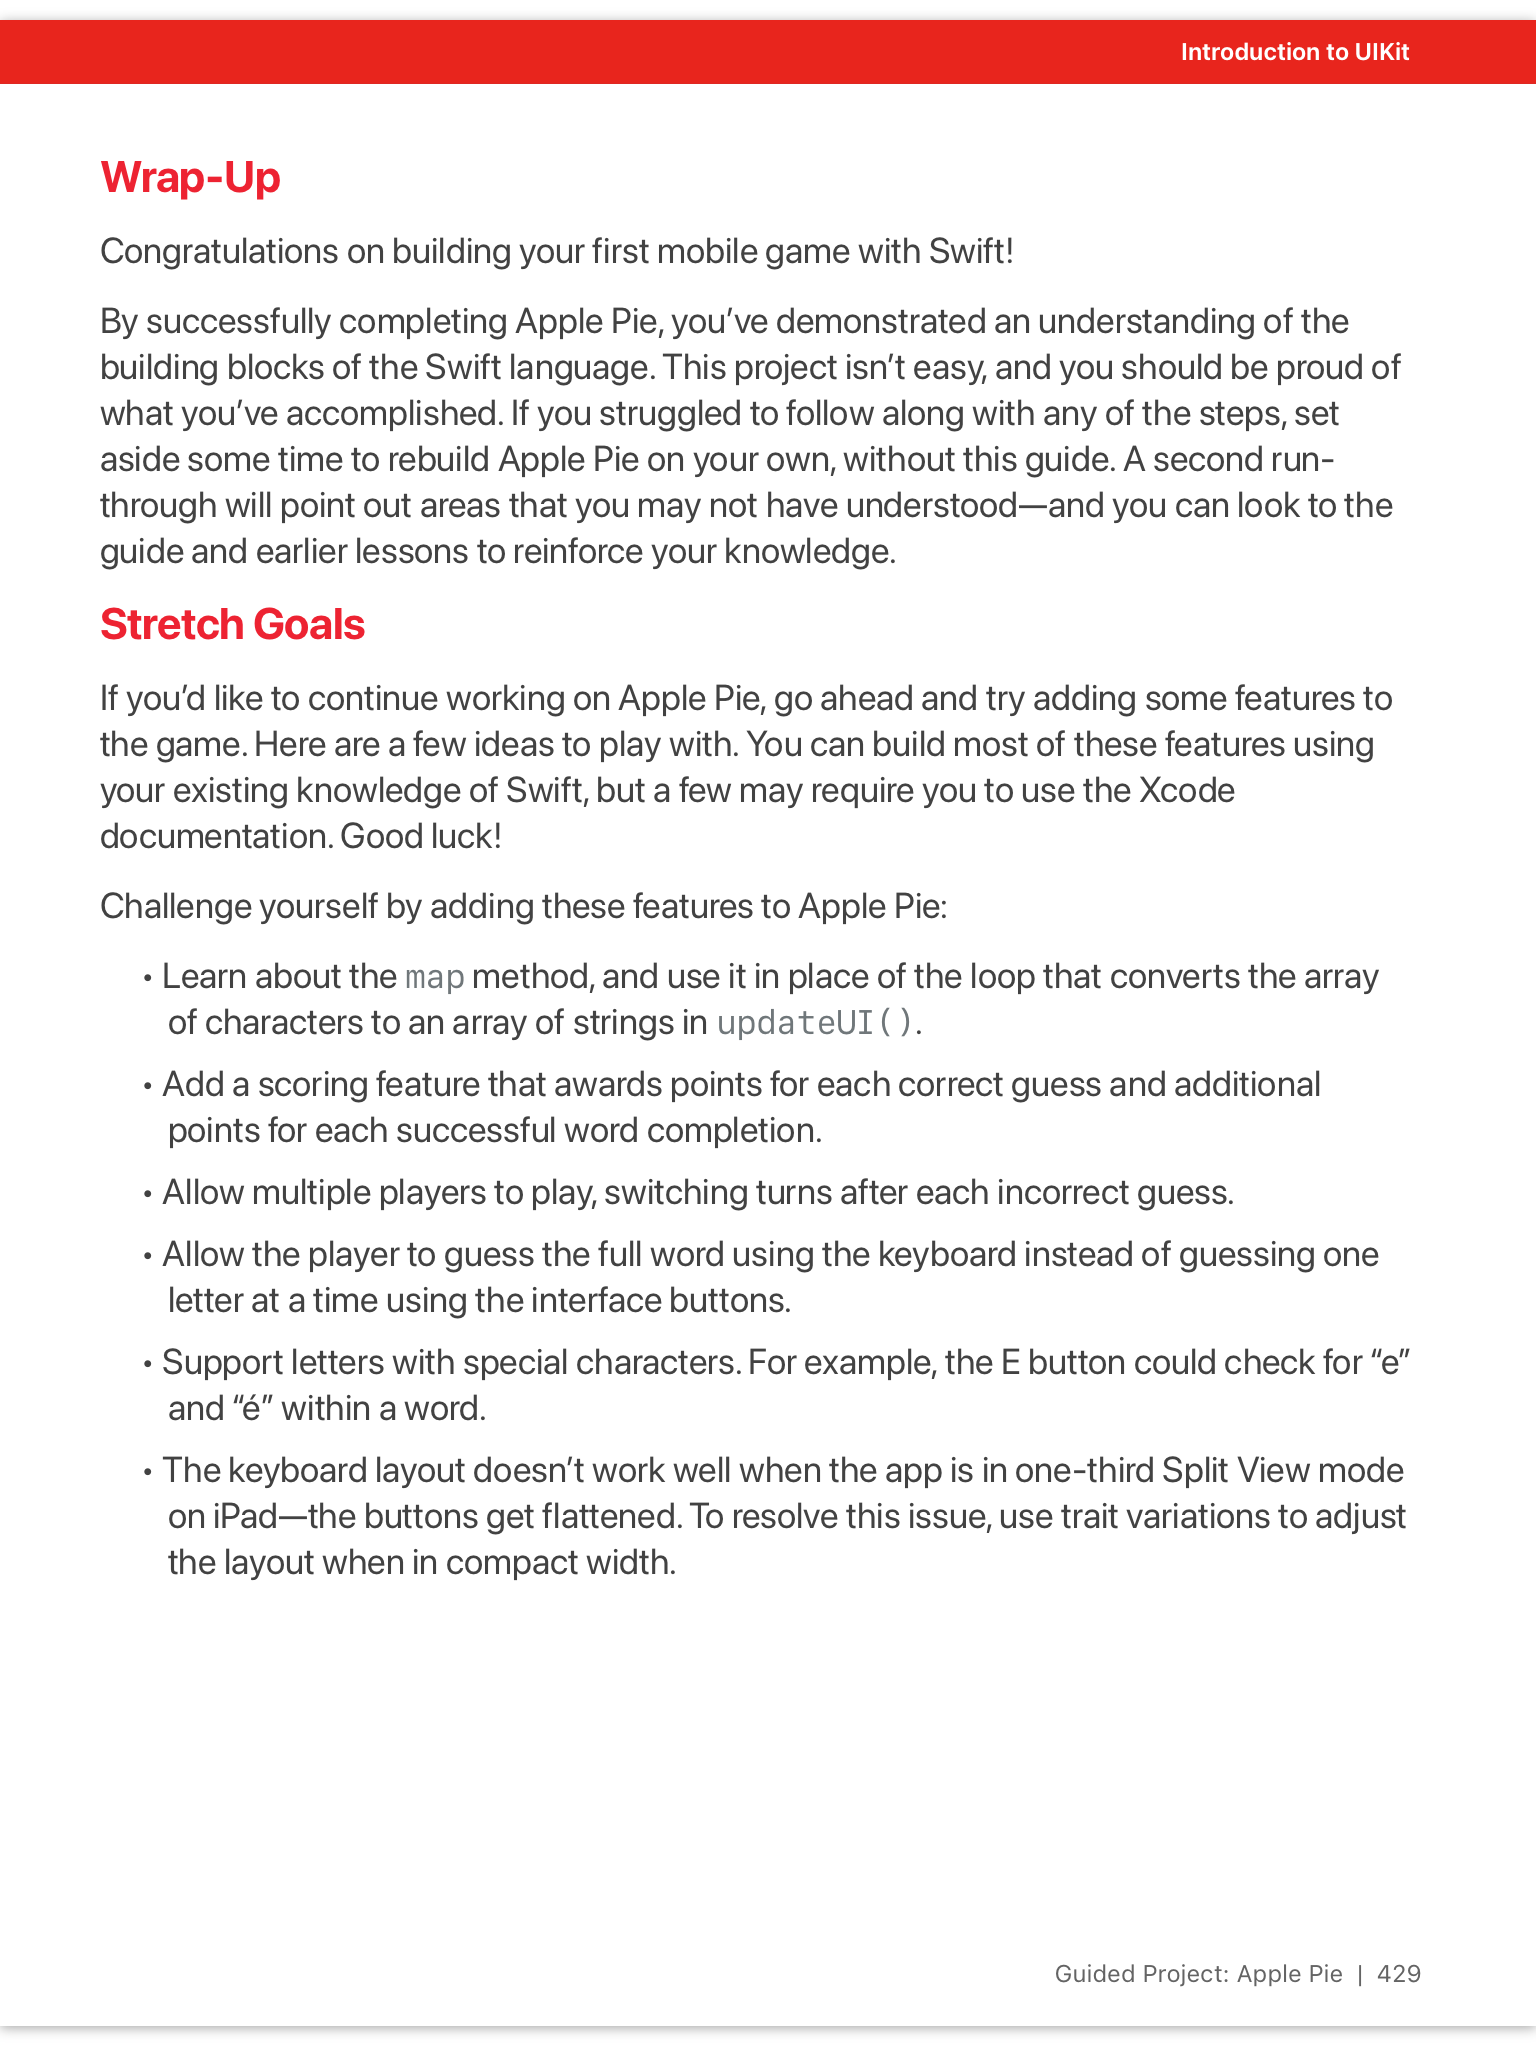 Introduction to UIKit
Wrap-Up
Congratulations on building your first mobile game with Swift!
By successfully completing Apple Pie, you’ve demonstrated an understanding of the
building blocks of the Swift language. This project isn’t easy, and you should be proud of
what you’ve accomplished. If you struggled to follow along with any of the steps, set
aside some time to rebuild Apple Pie on your own, without this guide. A second run-
through will point out areas that you may not have understood—and you can look to the
guide and earlier lessons to reinforce your knowledge.
Stretch Goals
If you’d like to continue working on Apple Pie, go ahead and try adding some features to
the game. Here are a few ideas to play with. You can build most of these features using
your existing knowledge of Swift, but a few may require you to use the Xcode
documentation. Good luck!
Challenge yourself by adding these features to Apple Pie:
• Learn about the map method, and use it in place of the loop that converts the array
of characters to an array of strings in updateUI().
• Add a scoring feature that awards points for each correct guess and additional
points for each successful word completion.
• Allow multiple players to play, switching turns after each incorrect guess.
• Allow the player to guess the full word using the keyboard instead of guessing one
letter at a time using the interface buttons.
• Support letters with special characters. For example, the E button could check for “e”
and “é” within a word.
• The keyboard layout doesn’t work well when the app is in one-third Split View mode
on iPad—the buttons get flattened. To resolve this issue, use trait variations to adjust
the layout when in compact width.
Guided Project: Apple Pie | 429